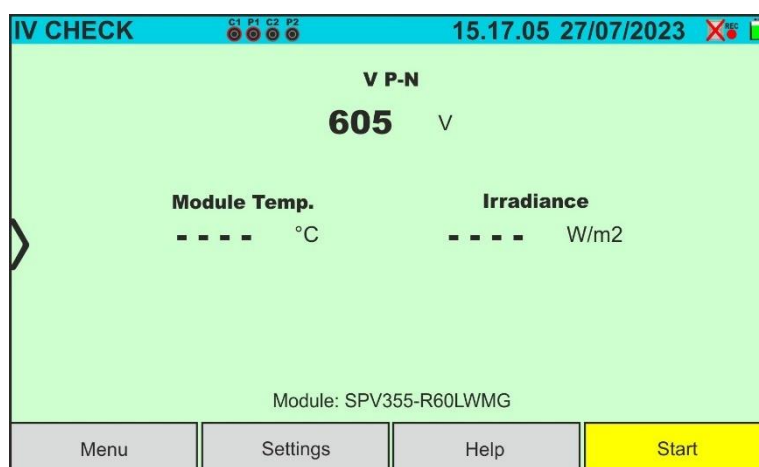 IV CHECK C1 P1 C2 P2 15.17.05 27/07/2023 REC
V P-N
605 V
Module Temp. Irradiance
- - - - °C - - - - W/m2
Module: SPV355-R60LWMG
Menu Settings Help Start